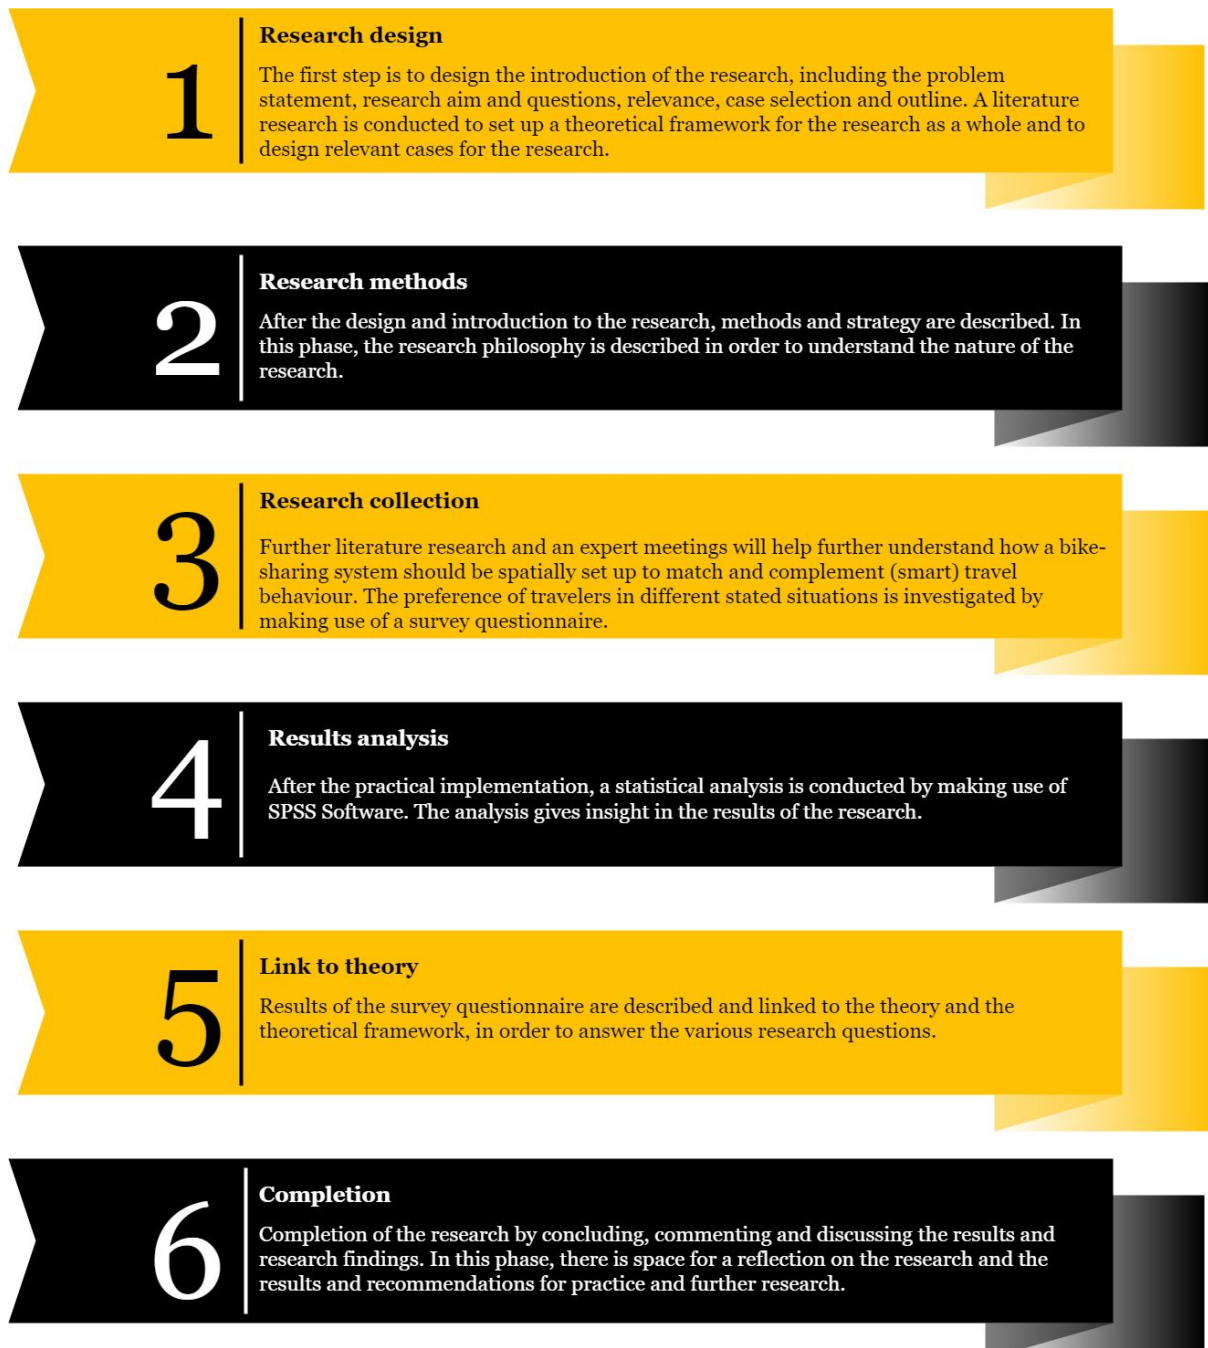 1
Research design
The first step is to design the introduction of the research, including the problem
statement, research aim and questions, relevance, case selection and outline. A literature
research is conducted to set up a theoretical framework for the research as a whole and to
design relevant cases for the research.
2
Research methods
After the design and introduction to the research, methods and strategy are described. In
this phase, the research philosophy is described in order to understand the nature of the
research.
3
Research collection
Further literature research and an expert meetings will help further understand how a bike-
sharing system should be spatially set up to match and complement (smart) travel
behaviour. The preference of travelers in different stated situations is investigated by
making use of a survey questionnaire.
4
Results analysis
After the practical implementation, a statistical analysis is conducted by making use of
SPSS Software. The analysis gives insight in the results of the research.
5
Link to theory
Results of the survey questionnaire are described and linked to the theory and the
theoretical framework, in order to answer the various research questions.
6
Completion
Completion of the research by concluding, commenting and discussing the results and
research findings. In this phase, there is space for a reflection on the research and the
results and recommendations for practice and further research.